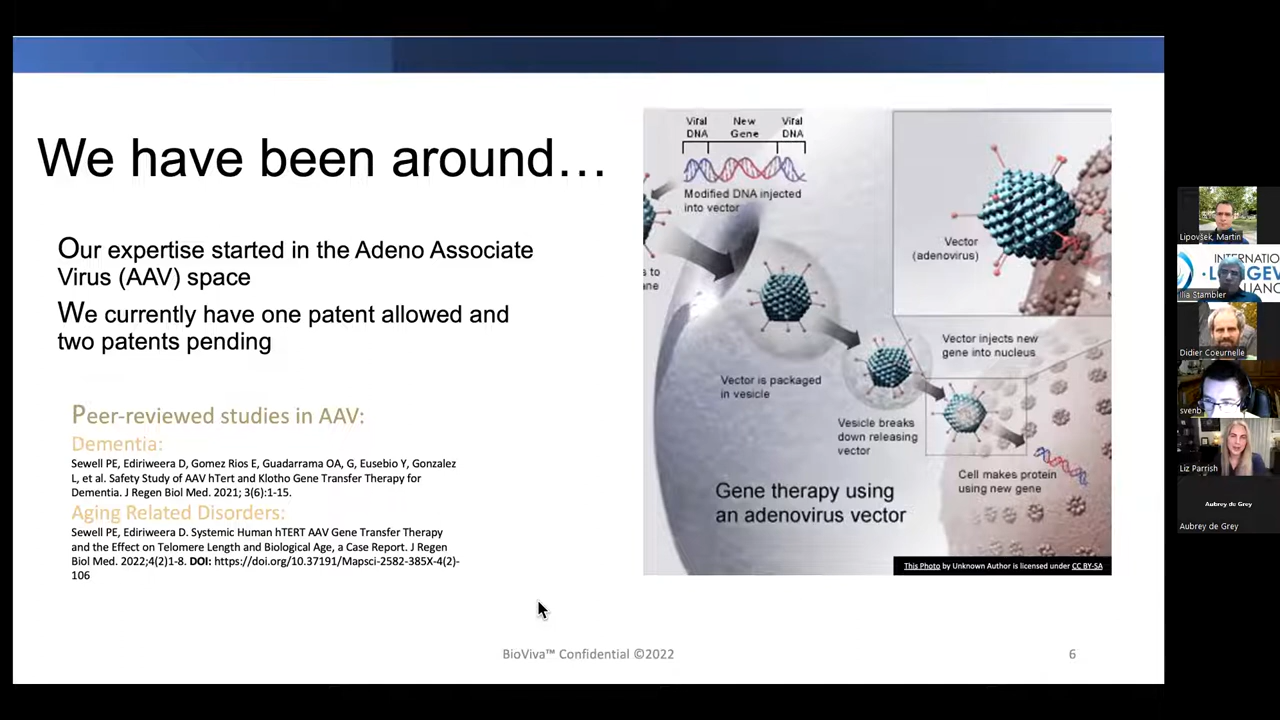 We have been around…
Our expertise started in the Adeno Associate
Virus (AAV) space
We currently have one patent allowed and
two patents pending
Peer-reviewed studies in AAV:
Dementia:
Sewell PE, Ediriweera D, Gomez Rios E, Guadarrama OA, G, Eusebio Y, Gonzalez
L, et al. Safety Study of AAV hTert and Klotho Gene Transfer Therapy for
Dementia. J Regen Biol Med. 2021; 3(6):1-15.
Aging Related Disorders:
Sewell PE, Ediriweera D. Systemic Human hTERT AAV Gene Transfer Therapy
and the Effect on Telomere Length and Biological Age, a Case Report. J Regen
Biol Med. 2022;4(2)1-8. DOI: https://doi.org/10.37191/Mapsci-2582-385X-4(2)-
106
Viral New Viral
DNA Gene DNA
Modified DNA injected
into vector
s to
ane
Vector
(adenovirus)
Vector injects new
gene into nucleus
Vector is packaged
in vesicle
Vesicle breaks
down releasing
vector
Cell makes protein
using new gene
Gene therapy using
an adenovirus vector
This Photo by Unknown Author is licensed under CC BY-SA
BioViva™ Confidential ©2022
6
Lipovsek, Martin
INTERNATIO
LONGEV
LLIANC
Ilia Stambler
Didier Coeurnelle
svenb
Liz Parrish
Aubrey de Grey
Aubrey de Grey